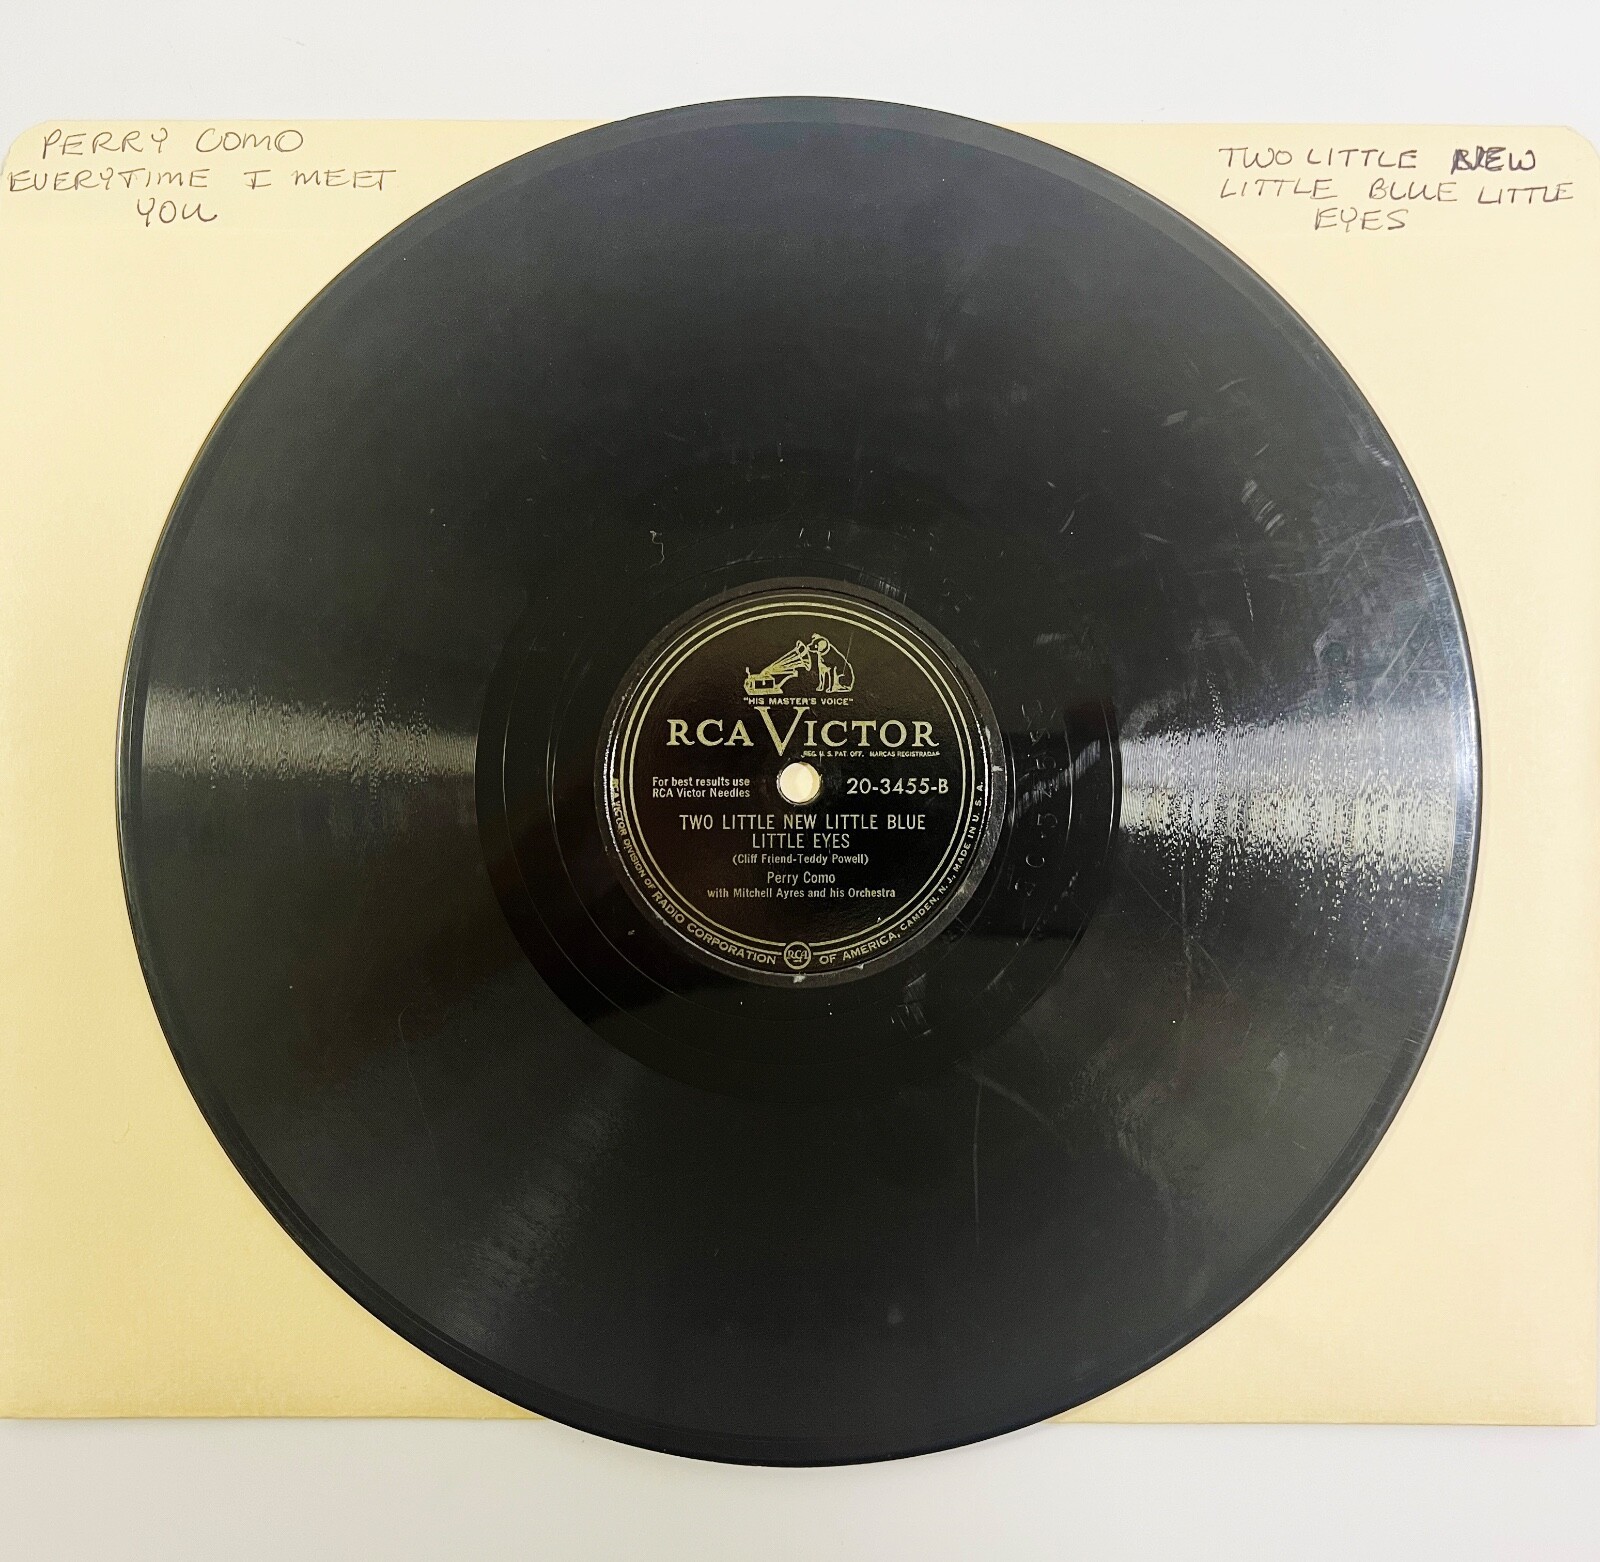 PERRY COMO
EVERYTIME I MEET
YOU
TWO LITTLE NEW
LITTLE BLUE LITTLE
EYES
"HIS MASTER'S VOICE"
RCA VICTOR
REG. U. S. PAT. OFF. MARCAS REGISTRADAS
For best results use
RCA Victor Needles
20-3455-B
TWO LITTLE NEW LITTLE BLUE
LITTLE EYES
(Cliff Friend-Teddy Powell)
Perry Como
with Mitchell Ayres and his Orchestra
RCA VICTOR DIVISION OF RADIO CORPORATION RCA OF AMERICA, CAMDEN, N. J., MADE IN U. S. A.